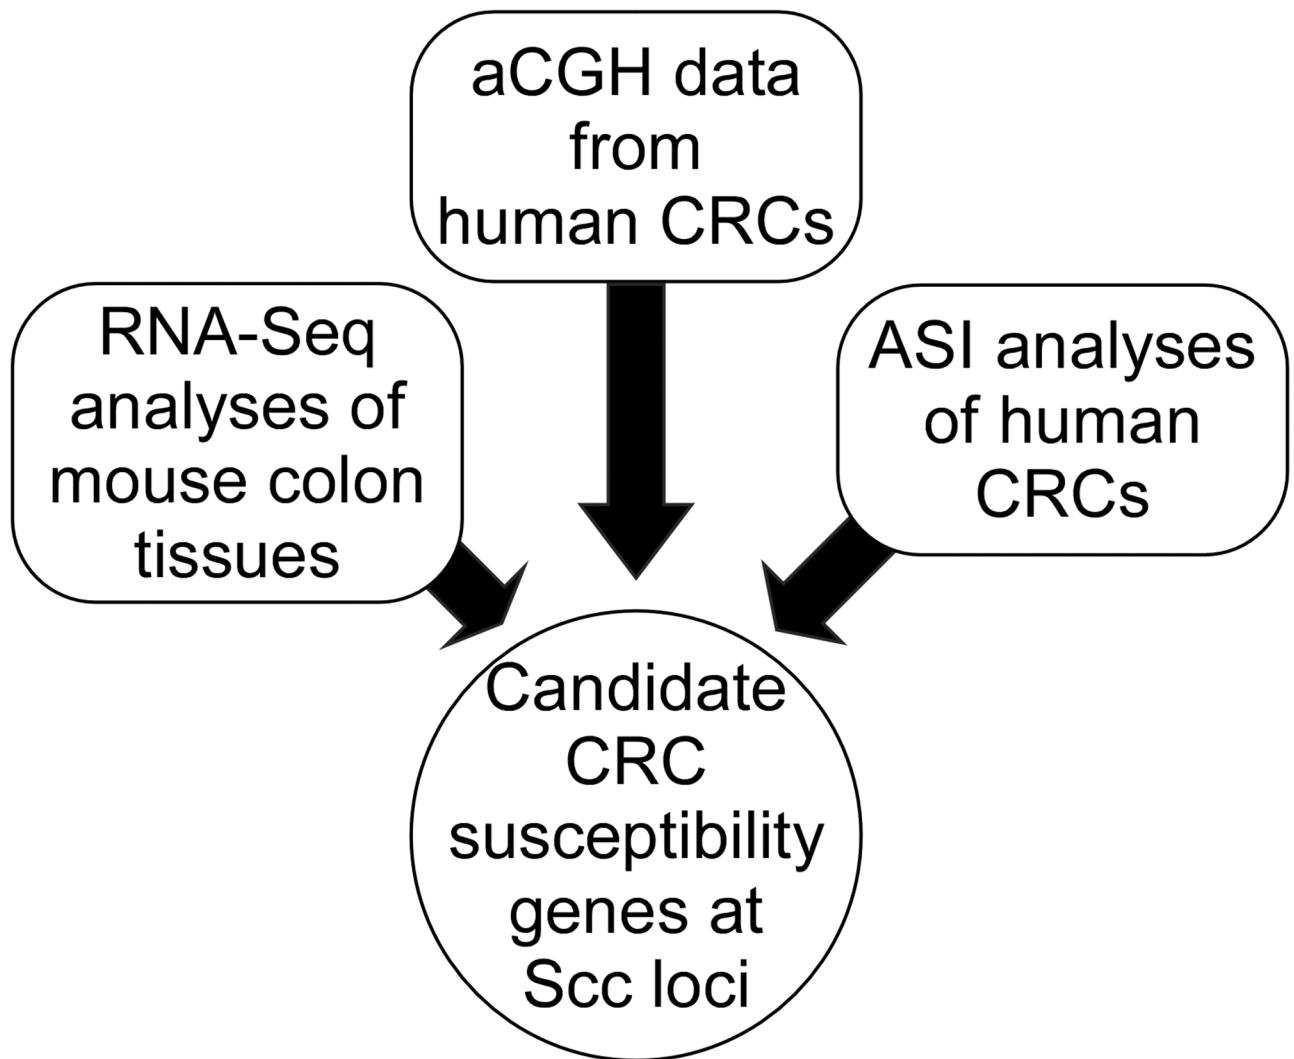 aCGH data
from
human CRCs
RNA-Seq
analyses of
mouse colon
tissues
ASI analyses
of human
CRCs
Candidate
CRC
susceptibility
genes at
Scc loci